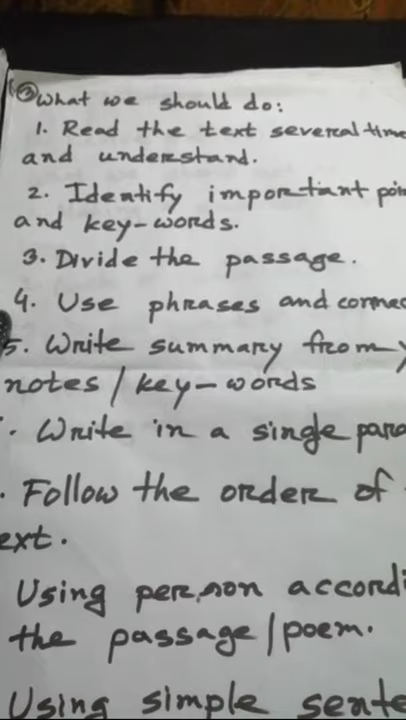 ③ What we should do:
1. Read the text several time
and understand.
2. Identify important poin
and key-words.
3. Divide the passage.
4. Use phrases and
5. Write summary from y
notes / key-words
. Write in a single para
. Follow the order of
ext.
Using person accordi
the passage / poem.
Using simple sente